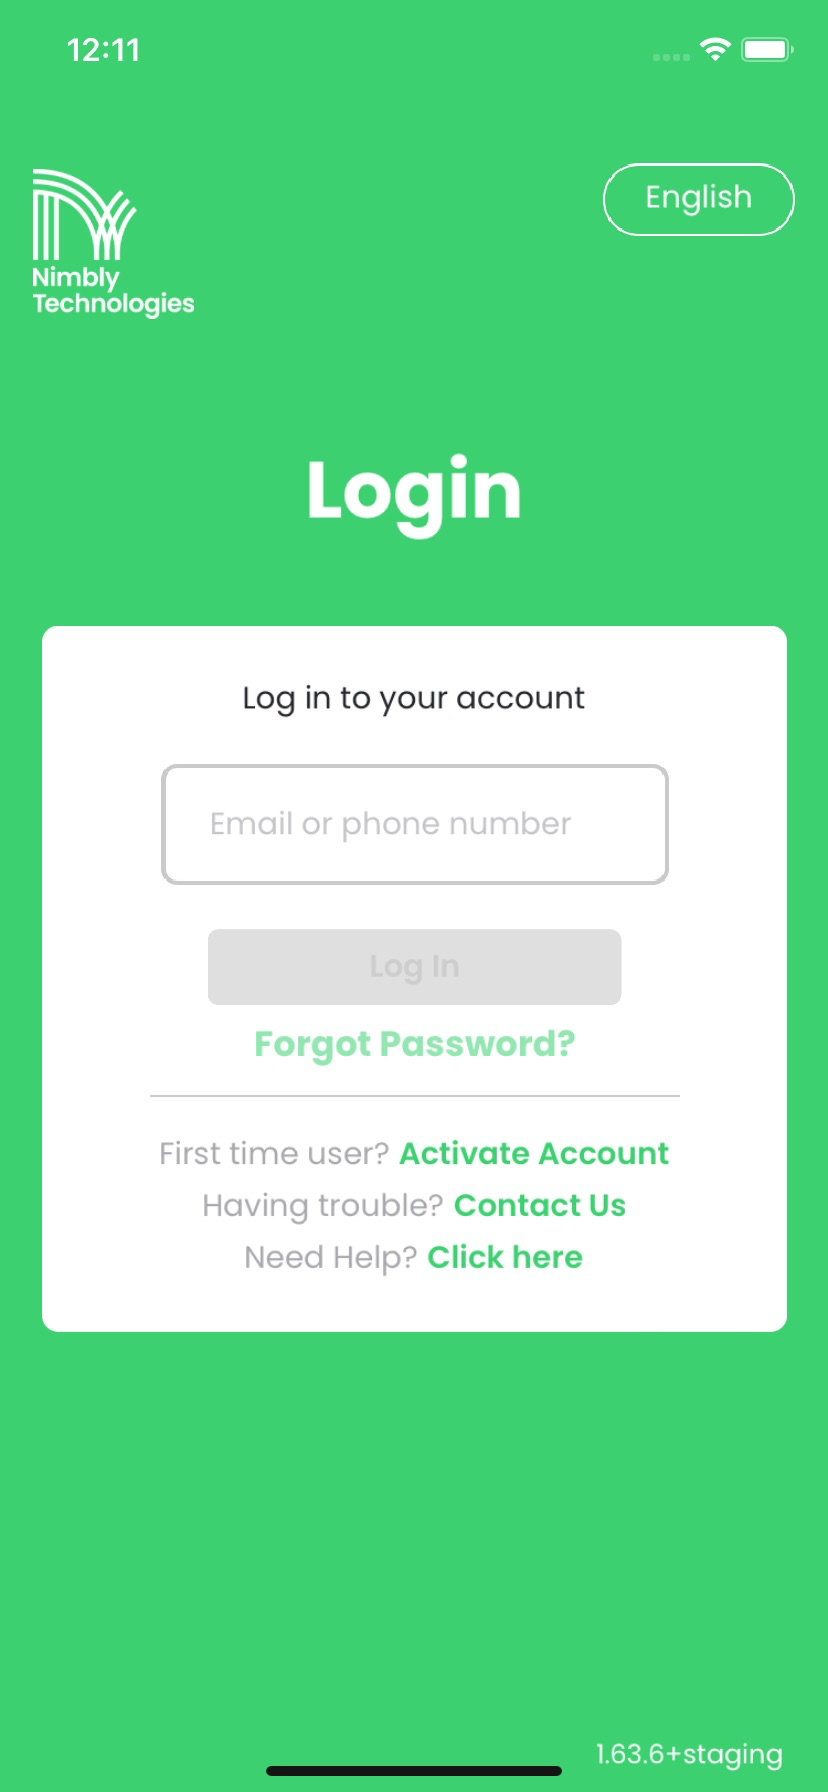 12:11
English
Nimbly
Technologies
Login
Log in to your account
Email or phone number
Log In
Forgot Password?
First time user? Activate Account
Having trouble? Contact Us
Need Help? Click here
1.63.6+staging